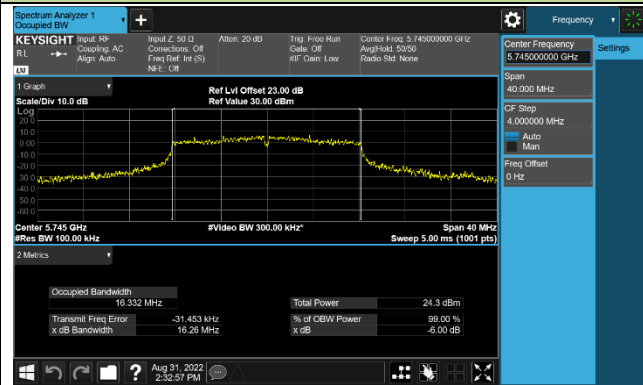 Spectrum Analyzer 1
Occupied BW
+
Frequency
KEYSIGHT
RL
LXI
Input: RF
Coupling: AC
Align: Auto
Input Z: 50 Ω
Corrections: Off
Freq Ref: Int (S)
NFE: Off
Atten: 20 dB
Trig: Free Run
Gate: Off
#IF Gain: Low
Center Freq: 5.745000000 GHz
Avg|Hold: 50/50
Radio Std: None
Center Frequency
5.745000000 GHz
Settings
Span
40.000 MHz
CF Step
4.000000 MHz
Auto
Man
Freq Offset
0 Hz
1 Graph
Scale/Div 10.0 dB
Ref Lvl Offset 23.00 dB
Ref Value 30.00 dBm
Log
20.0
10.0
0.00
-10.0
-20.0
-30.0
-40.0
-50.0
-60.0
Center 5.745 GHz
#Res BW 100.00 kHz
#Video BW 300.00 kHz*
Span 40 MHz
Sweep 5.00 ms (1001 pts)
2 Metrics
Occupied Bandwidth
16.332 MHz
Total Power 24.3 dBm
Transmit Freq Error -31.453 kHz
% of OBW Power 99.00 %
x dB Bandwidth 16.26 MHz
x dB -6.00 dB
?
Aug 31, 2022
2:32:57 PM